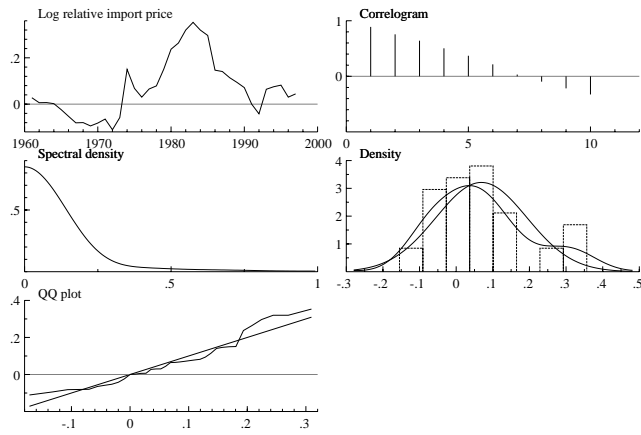 Log relative import price
.2
0
1960 1970 1980 1990 2000
Correlogram
1
0
5 10
Spectral density
.5
0 .5 1
Density
4
3
2
1
-.3 -.2 -.1 0 .1 .2 .3 .4 .5
QQ plot
.4
.2
0
-.1 0 .1 .2 .3